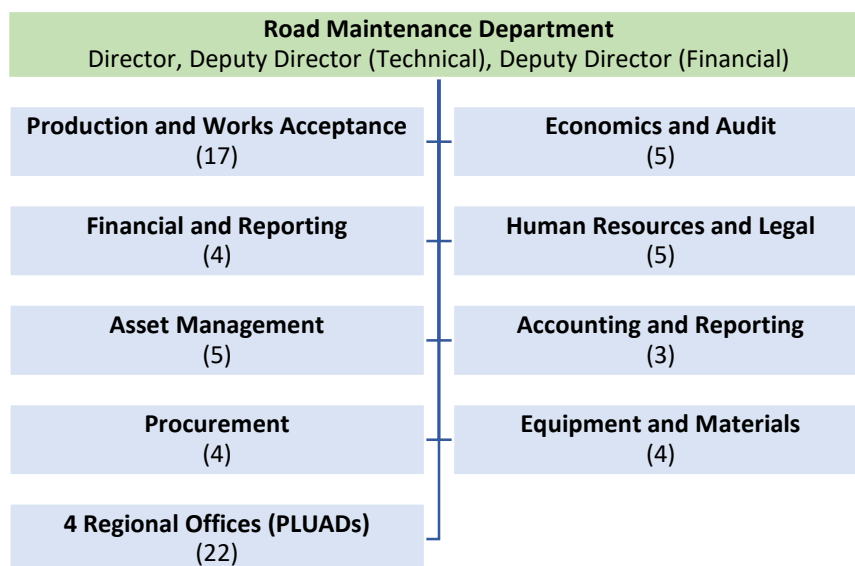 Road Maintenance Department
Director, Deputy Director (Technical), Deputy Director (Financial)
Production and Works Acceptance
(17)
Economics and Audit
(5)
Financial and Reporting
(4)
Human Resources and Legal
(5)
Asset Management
(5)
Accounting and Reporting
(3)
Procurement
(4)
Equipment and Materials
(4)
4 Regional Offices (PLUADs)
(22)